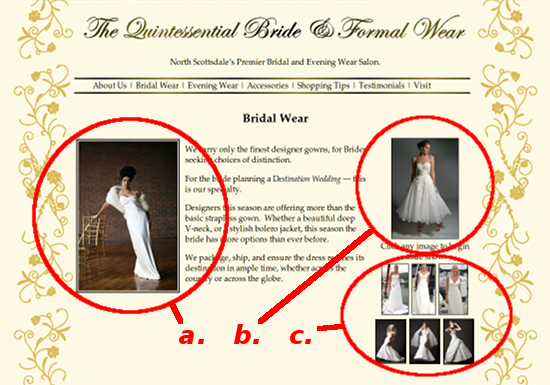 The Quintessential Bride & Formal Wear
North Scottsdale's Premier Bridal and Evening Wear Salon.
About Us | Bridal Wear | Evening Wear | Accessories | Shopping Tips | Testimonials | Visit
Bridal Wear
We carry only the finest designer gowns, for Brides
seeking choices of distinction.
For the bride planning a Destination Wedding — this
is our specialty.
Designers this season are offering more than the
basic strapless gown. Whether a beautiful deep
V-neck, or a stylish bolero jacket, this season the
bride has more options than ever before.
We package, ship, and ensure the dress reaches its
destination in ample time, whether across the
country or across the globe.
Click any image to begin
slide show.
a. b. c.